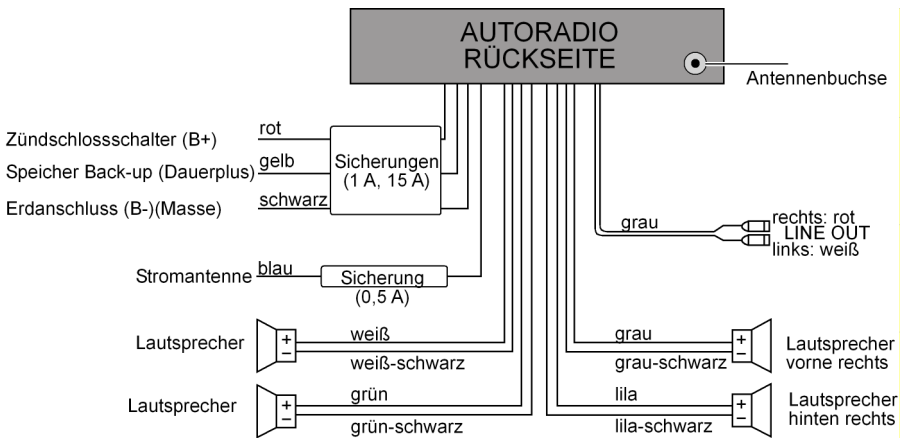 AUTORADIO
RÜCKSEITE
Antennenbuchse
Zündschlossschalter (B+)
rot
Speicher Back-up (Dauerplus)
gelb
Sicherungen
(1 A, 15 A)
Erdanschluss (B-)(Masse)
schwarz
grau
rechts: rot
LINE OUT
links: weiß
Stromantenne
blau
Sicherung
(0,5 A)
Lautsprecher
+
−
weiß
weiß-schwarz
grau
grau-schwarz
+
−
Lautsprecher
vorne rechts
Lautsprecher
+
−
grün
grün-schwarz
lila
lila-schwarz
+
−
Lautsprecher
hinten rechts